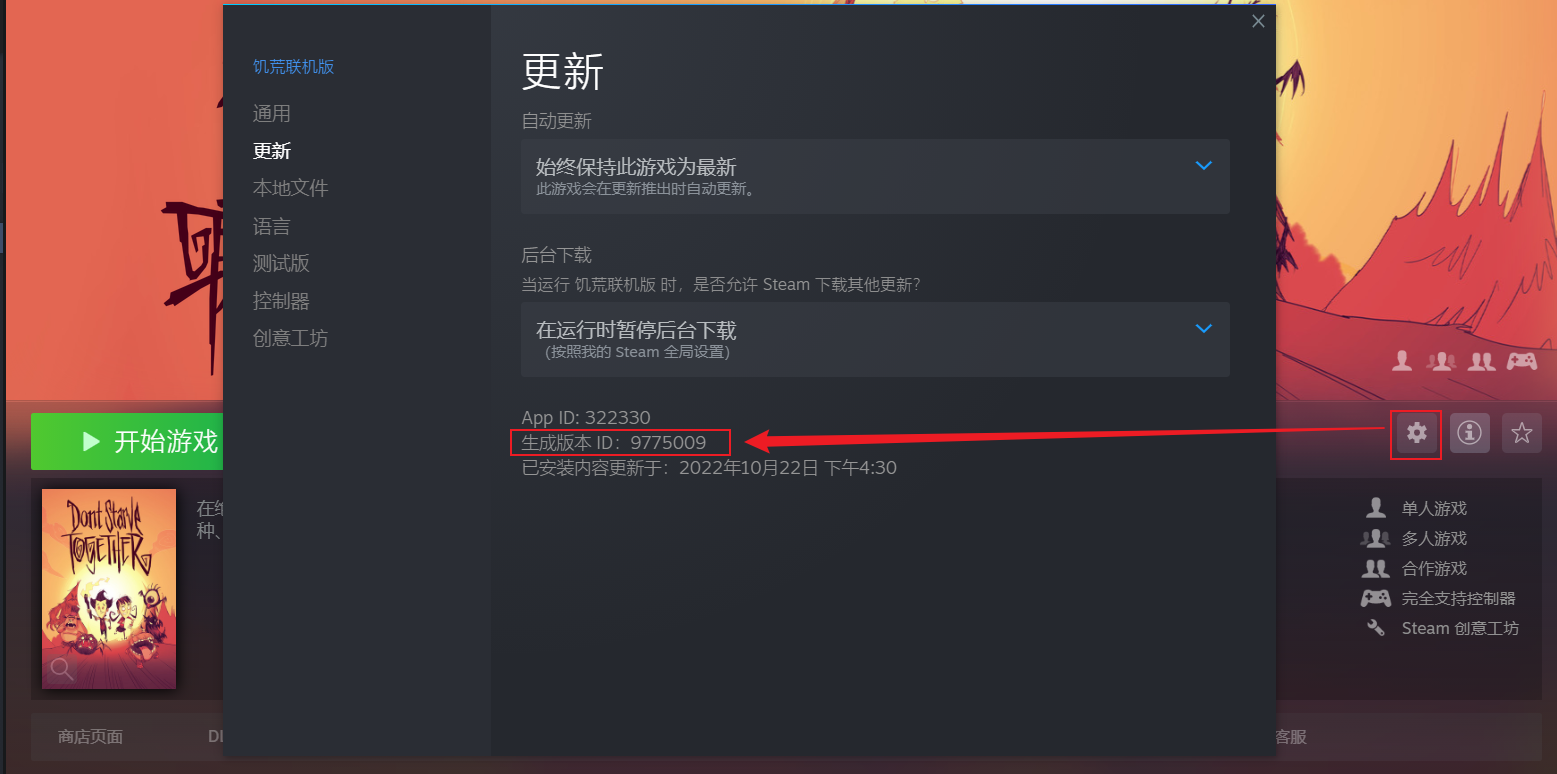 饥荒联机版
通用
更新
本地文件
语言
测试版
控制器
创意工坊
更新
自动更新
始终保持此游戏为最新
此游戏会在更新推出时自动更新。
后台下载
当运行 饥荒联机版 时，是否允许 Steam 下载其他更新？
在运行时暂停后台下载
（按照我的 Steam 全局设置）
App ID: 322330
生成版本 ID：9775009
已安装内容更新于：2022年10月22日 下午4:30
开始游戏
Don't Starve
TOGETHER
种、
单人游戏
多人游戏
合作游戏
完全支持控制器
Steam 创意工坊
商店页面
客服